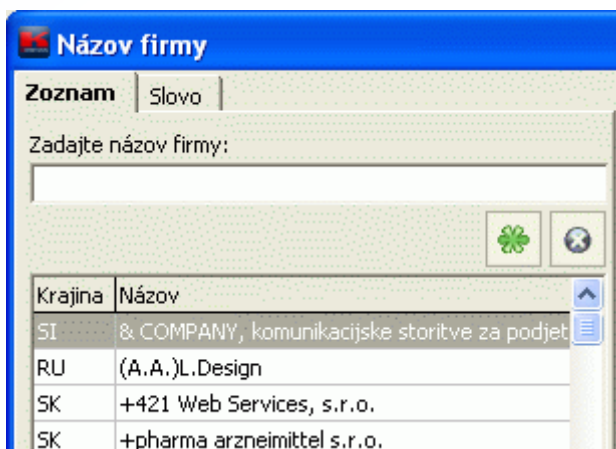 Názov firmy
Zoznam Slovo
Zadajte názov firmy:
Krajina Názov
SI & COMPANY, komunikacijske storitve za podjet
RU (A.A.)L.Design
SK +421 Web Services, s.r.o.
SK +pharma arzneimittel s.r.o.